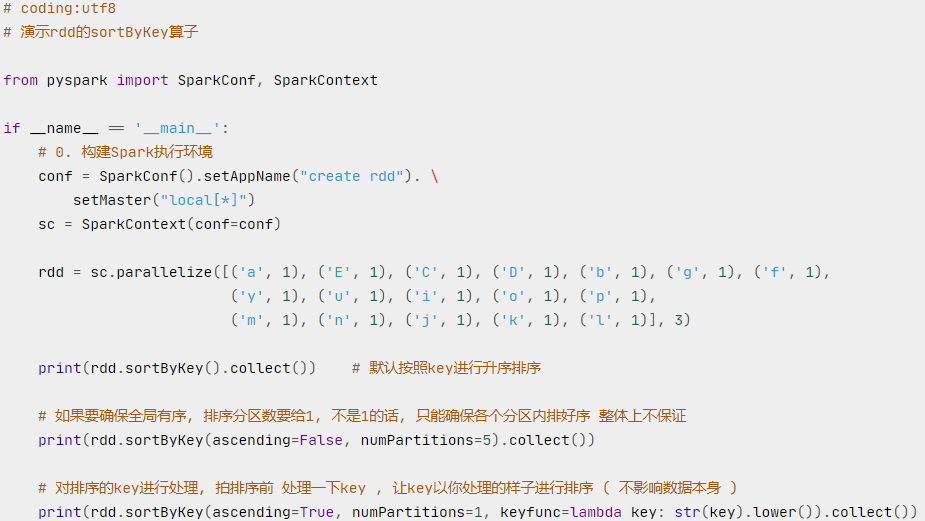 # coding:utf8
# 演示rdd的sortByKey算子
from pyspark import SparkConf, SparkContext
if __name__ == '__main__':
    # 0. 构建Spark执行环境
    conf = SparkConf().setAppName("create rdd"). \
        setMaster("local[*]")
    sc = SparkContext(conf=conf)
    rdd = sc.parallelize([('a', 1), ('E', 1), ('C', 1), ('D', 1), ('b', 1), ('g', 1), ('f', 1),
                          ('y', 1), ('u', 1), ('i', 1), ('o', 1), ('p', 1),
                          ('m', 1), ('n', 1), ('j', 1), ('k', 1), ('l', 1)], 3)
    print(rdd.sortByKey().collect())    # 默认按照key进行升序排序
    # 如果要确保全局有序, 排序分区数要给1, 不是1的话, 只能确保各个分区内排好序 整体上不保证
    print(rdd.sortByKey(ascending=False, numPartitions=5).collect())
    # 对排序的key进行处理, 拍排序前 处理一下key , 让key以你处理的样子进行排序 ( 不影响数据本身 )
    print(rdd.sortByKey(ascending=True, numPartitions=1, keyfunc=lambda key: str(key).lower()).collect())